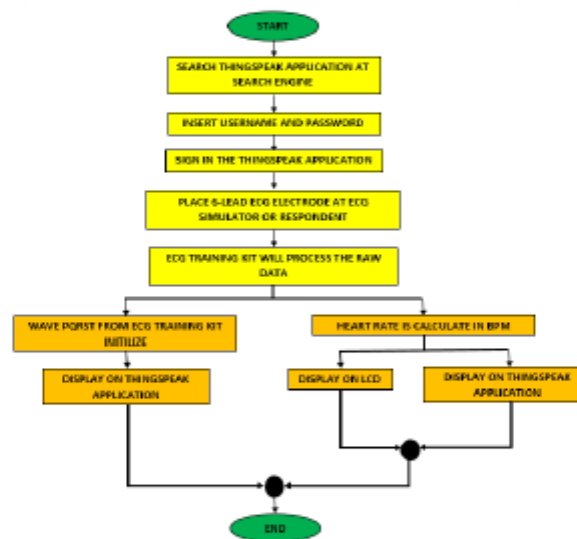 START
SEARCH THINGSPEAK APPLICATION AT
SEARCH ENGINE
INSERT USERNAME AND PASSWORD
SIGN IN THE THINGSPEAK APPLICATION
PLACE 6-LEAD ECG ELECTRODE AT ECG
SIMULATOR OR RESPONDENT
ECG TRAINING KIT WILL PROCESS THE RAW
DATA
WAVE PQRST FROM ECG TRAINING KIT
INITILIZE
HEART RATE IS CALCULATE IN BPM
DISPLAY ON THINGSPEAK
APPLICATION
DISPLAY ON LCD
DISPLAY ON THINGSPEAK
APPLICATION
END